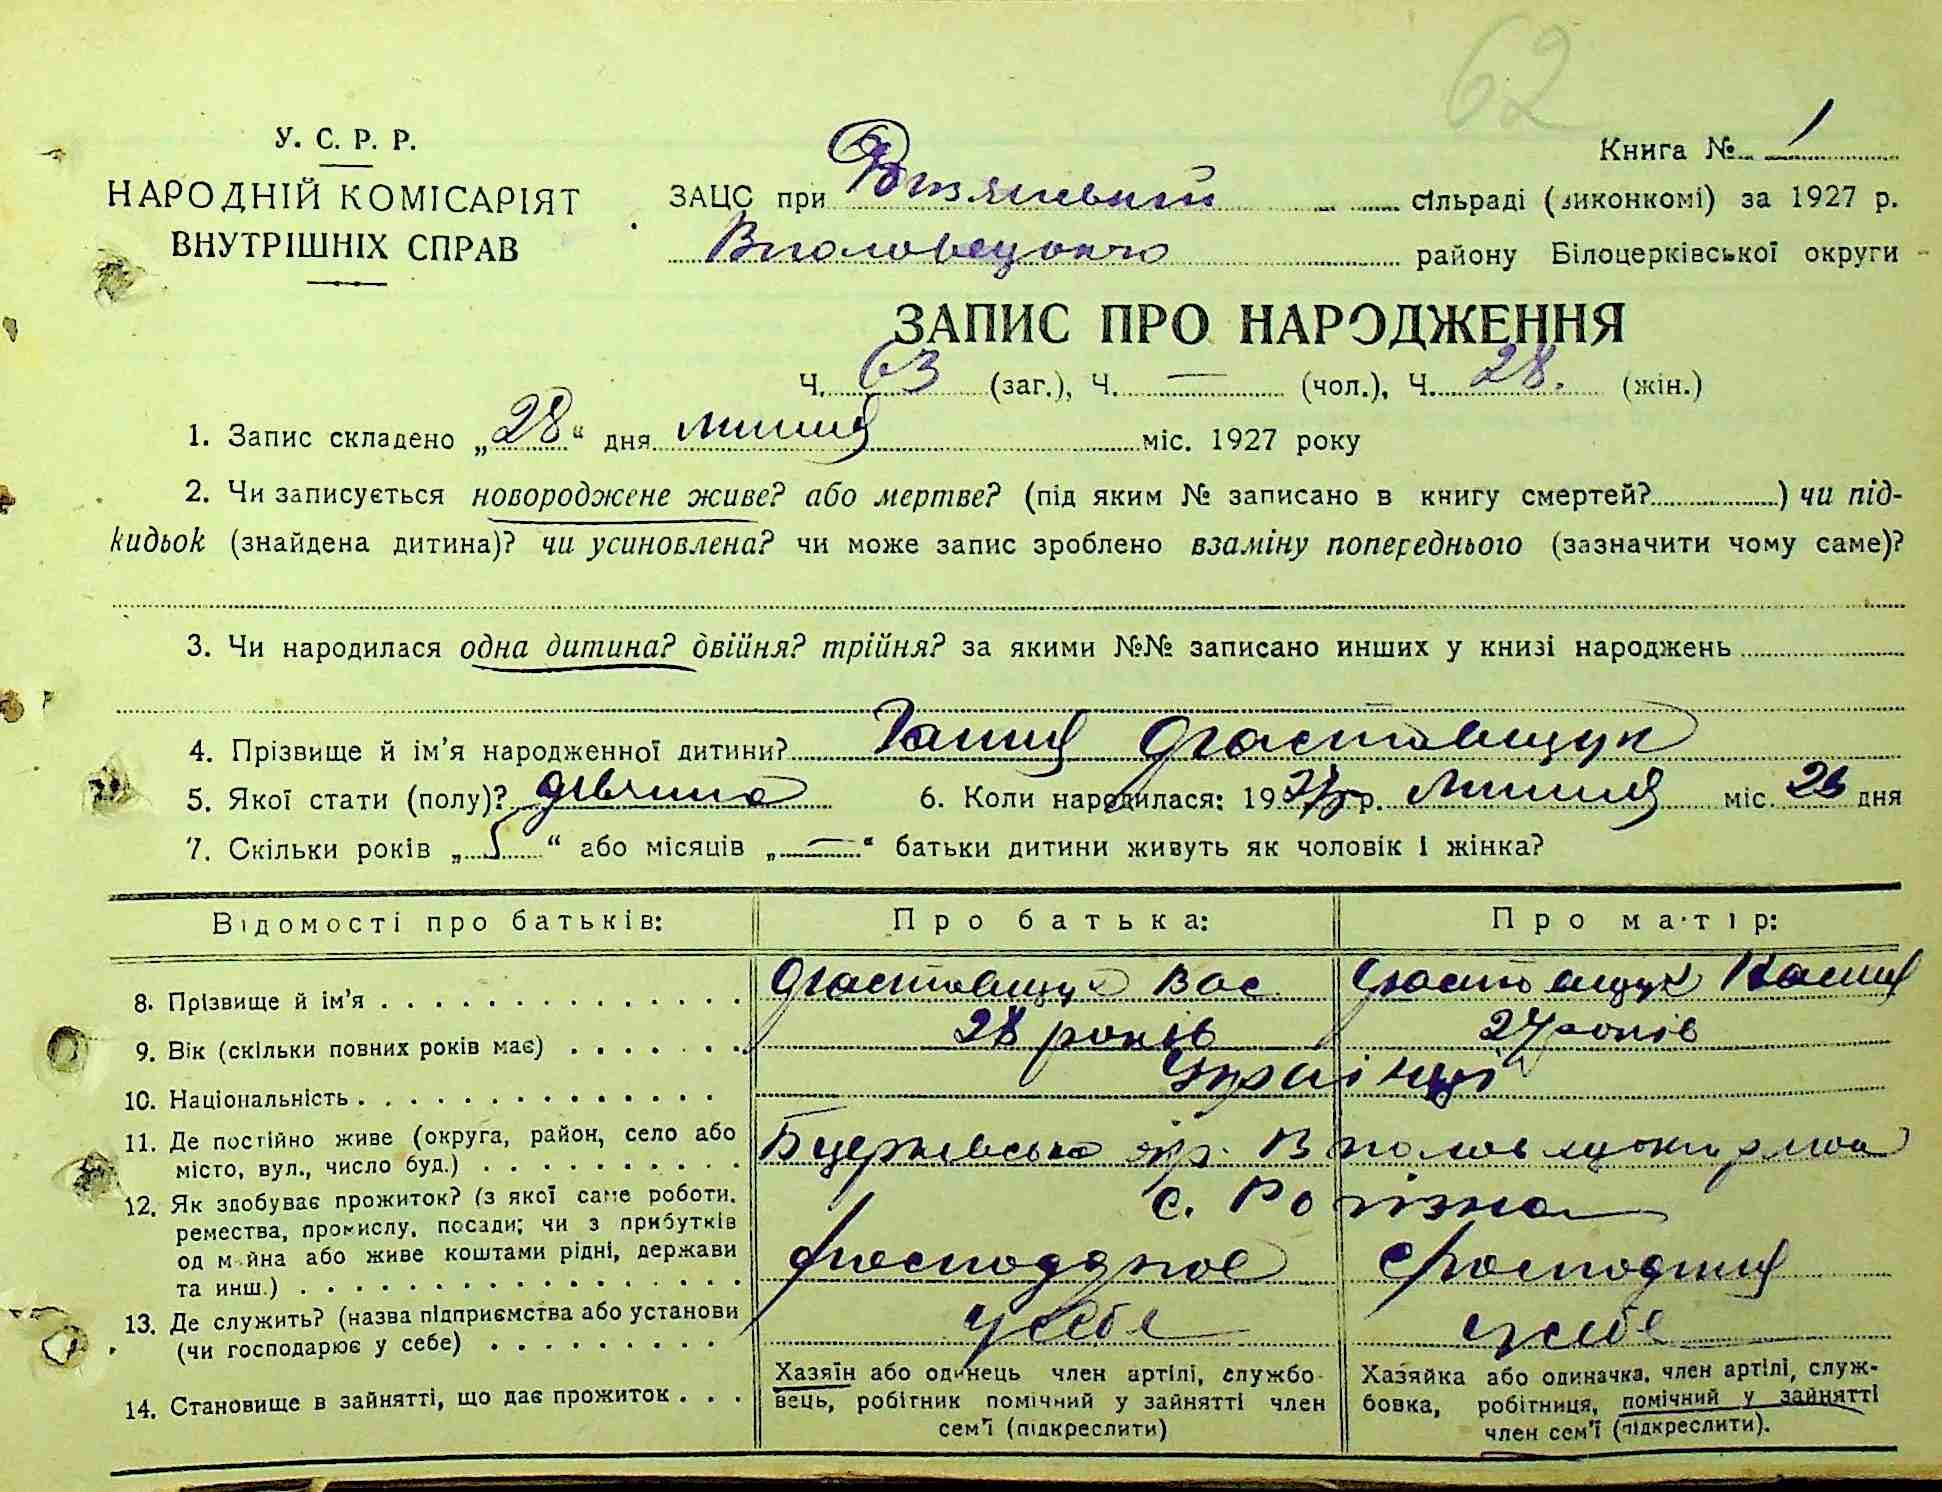 62
У. С. Р. Р.
НАРОДНІЙ КОМІСАРІЯТ
ВНУТРІШНІХ СПРАВ
Книга № 1
ЗАЦС при сільраді (виконкомі) за 1927 р.
району Білоцерківської округи
ЗАПИС ПРО НАРОДЖЕННЯ
Ч. 63 (заг.), Ч. — (чол.), Ч. 28. (жін.)
1. Запис складено „28“ дня липня міс. 1927 року
2. Чи записується новороджене живе? або мертве? (під яким № записано в книгу смертей? ) чи під-
кидьок (знайдена дитина)? чи усиновлена? чи може запис зроблено взаміну попереднього (зазначити чому саме)?
3. Чи народилася одна дитина? двійня? трійня? за якими №№ записано инших у книзі народжень
4. Прізвище й ім'я народженної дитини? Ганна
5. Якої стати (полу)? дівчина 6. Коли народилася: 1927 р. липня міс. дня
7. Скільки років „5“ або місяців „—“ батьки дитини живуть як чоловік і жінка?
Відомості про батьків: Про батька: Про матір:
8. Прізвище й ім'я Вас
9. Вік (скільки повних років має) 28 років 27 років
10. Національність Українці
11. Де постійно живе (округа, район, село або
місто, вул., число буд.) Бцерківська окр.
с. Розізна
12. Як здобуває прожиток? (з якої саме роботи,
ремества, промислу, посади; чи з прибутків
од майна або живе коштами рідні, держави
та инш.)
13. Де служить? (назва підприємства або установи
(чи господарює у себе) у себе у себе
14. Становище в зайнятті, що дає прожиток
Хазяїн або одинець член артілі, службо-
вець, робітник помічний у зайнятті член
сем'ї (підкреслити)
Хазяйка або одиначка, член артілі, служ-
бовка, робітниця, помічний у зайнятті
член сем'ї (підкреслити).